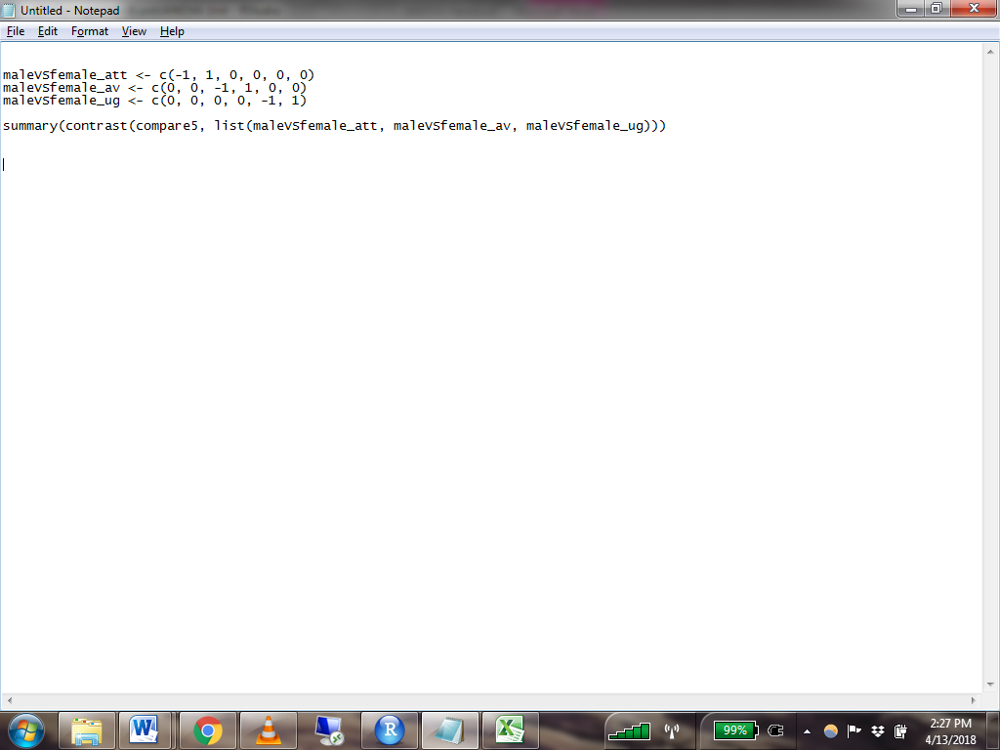 Untitled - Notepad
File Edit Format View Help
maleVSfemale_att <- c(-1, 1, 0, 0, 0, 0)
maleVSfemale_av <- c(0, 0, -1, 1, 0, 0)
maleVSfemale_ug <- c(0, 0, 0, 0, -1, 1)
summary(contrast(compare5, list(maleVSfemale_att, maleVSfemale_av, maleVSfemale_ug)))
99%
2:27 PM
4/13/2018